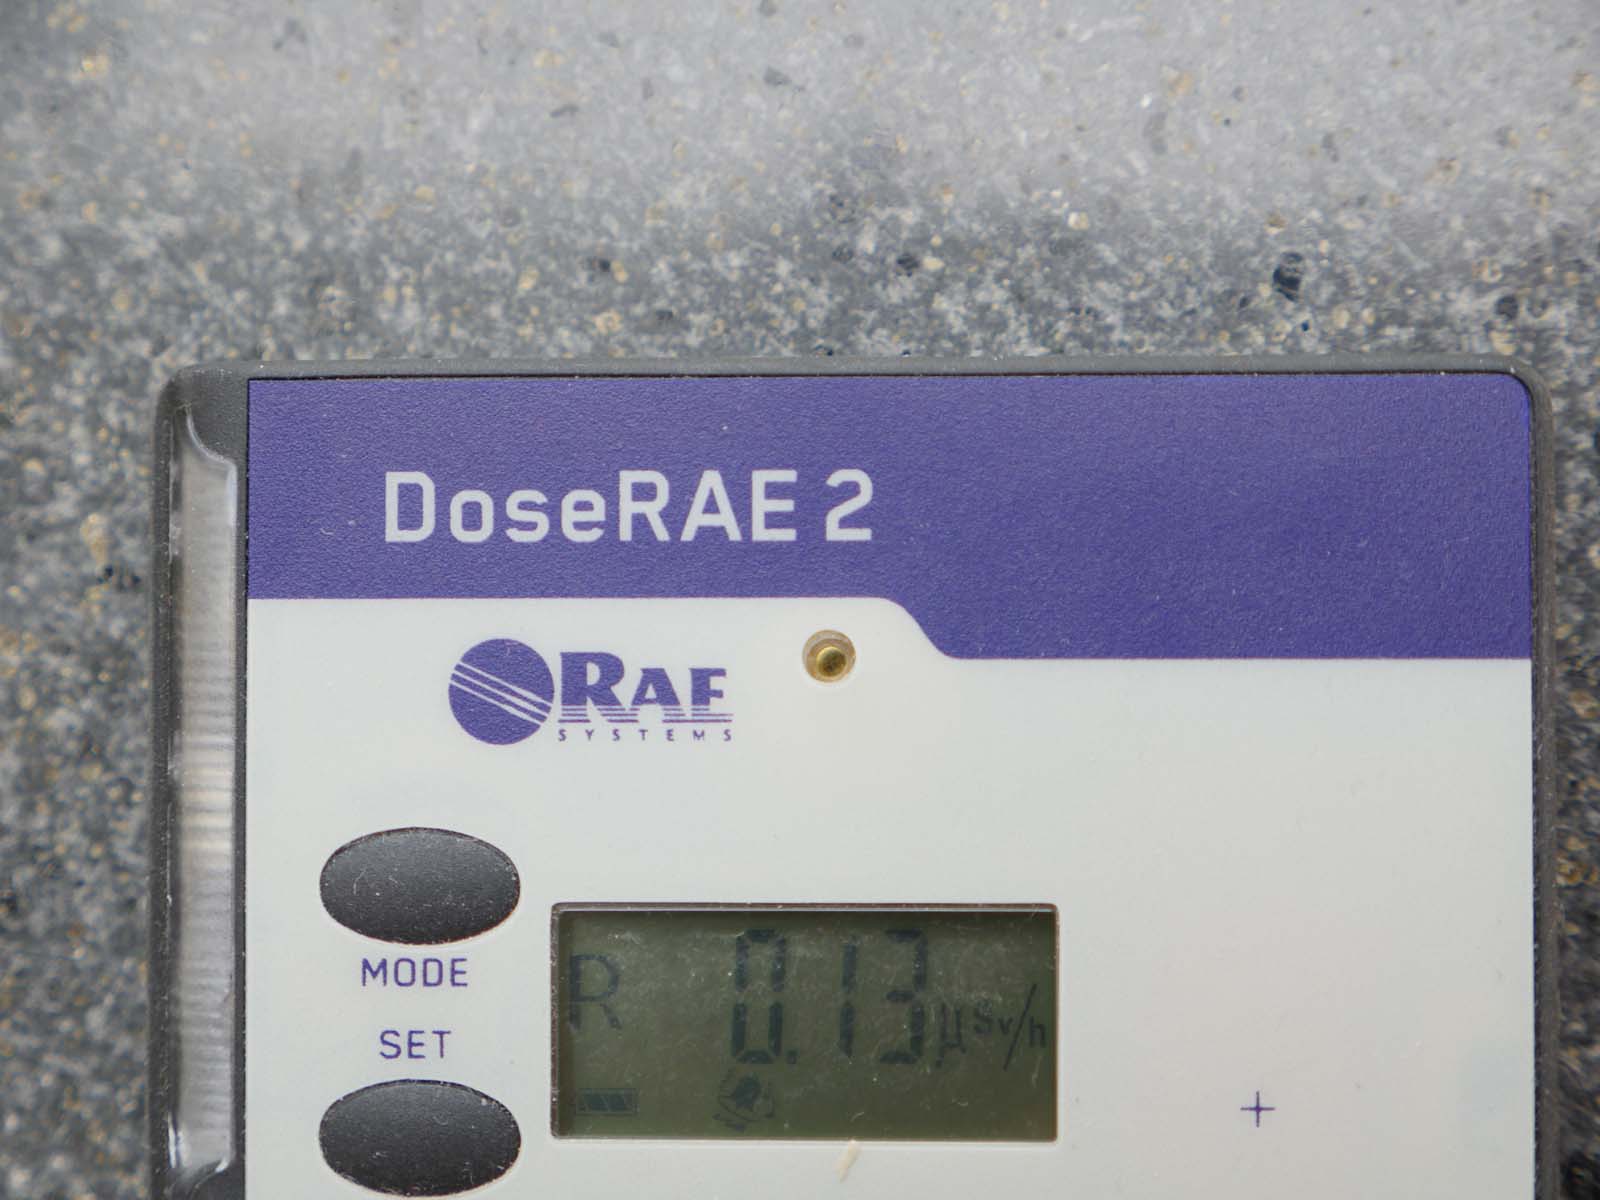 DoseRAE 2
RAE
SYSTEMS
MODE
SET
R 0.13 µSv/h
+